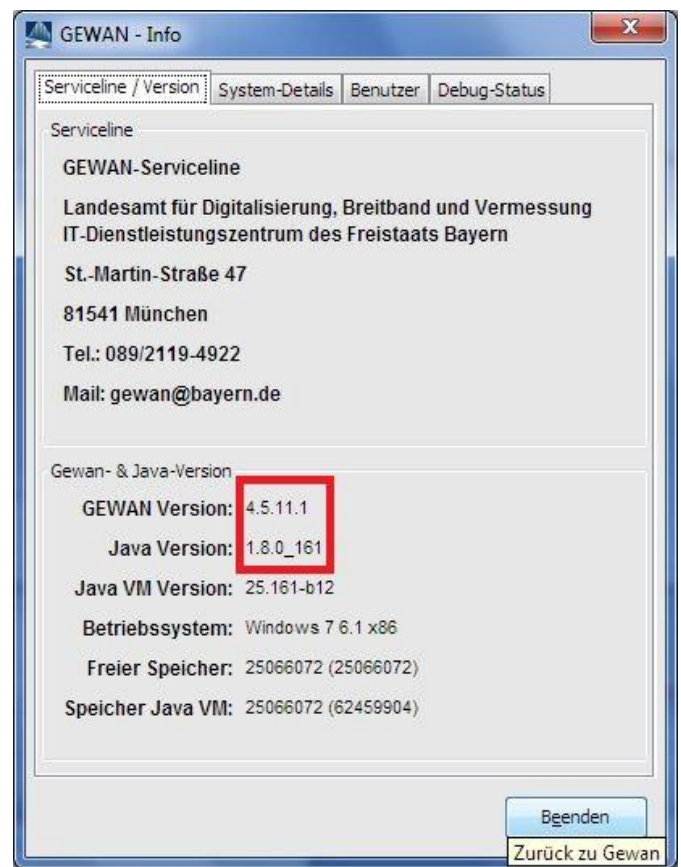 GEWAN - Info
Serviceline / Version System-Details Benutzer Debug-Status
Serviceline
GEWAN-Serviceline
Landesamt für Digitalisierung, Breitband und Vermessung
IT-Dienstleistungszentrum des Freistaats Bayern
St.-Martin-Straße 47
81541 München
Tel.: 089/2119-4922
Mail: gewan@bayern.de
Gewan- & Java-Version
GEWAN Version: 4.5.11.1
Java Version: 1.8.0_161
Java VM Version: 25.161-b12
Betriebssystem: Windows 7 6.1 x86
Freier Speicher: 25066072 (25066072)
Speicher Java VM: 25066072 (62459904)
Beenden
Zurück zu Gewan